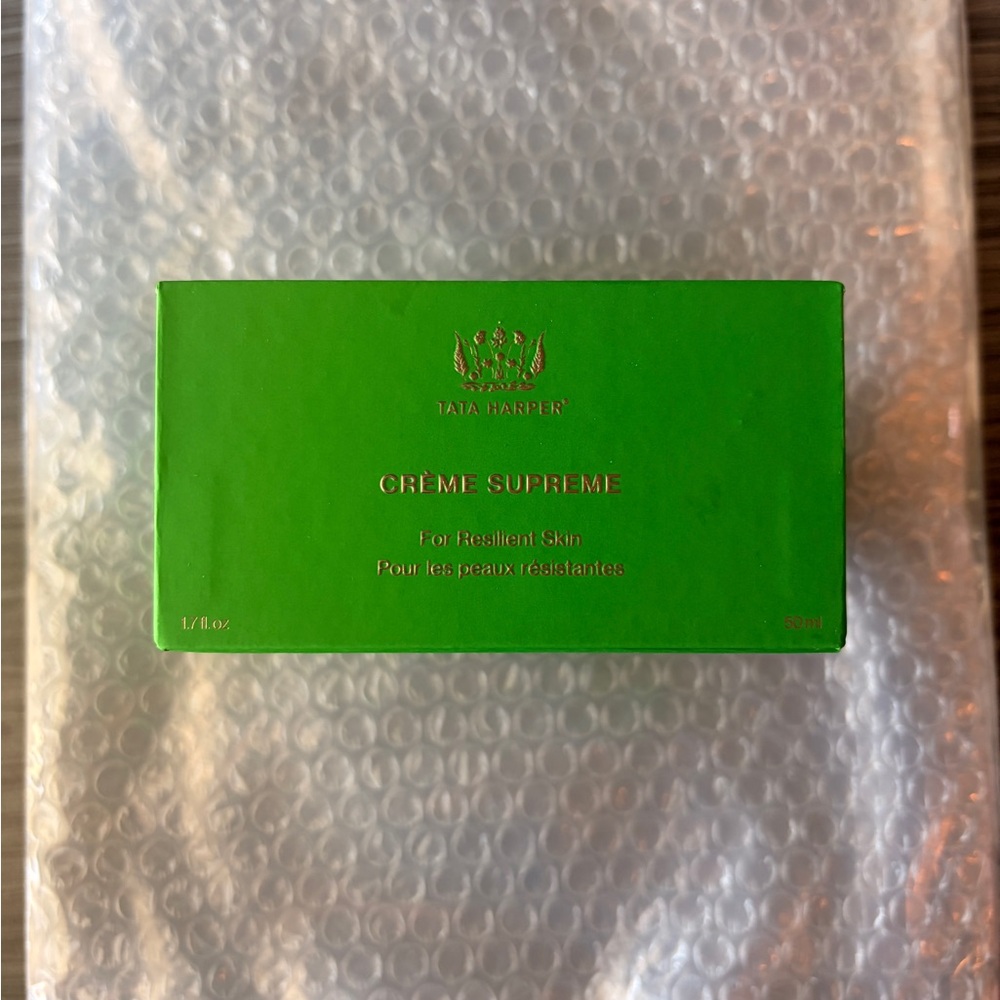 TATA HARPER®
CRÈME SUPREME
For Resilient Skin
Pour les peaux résistantes
1.7 fl. oz 50ml